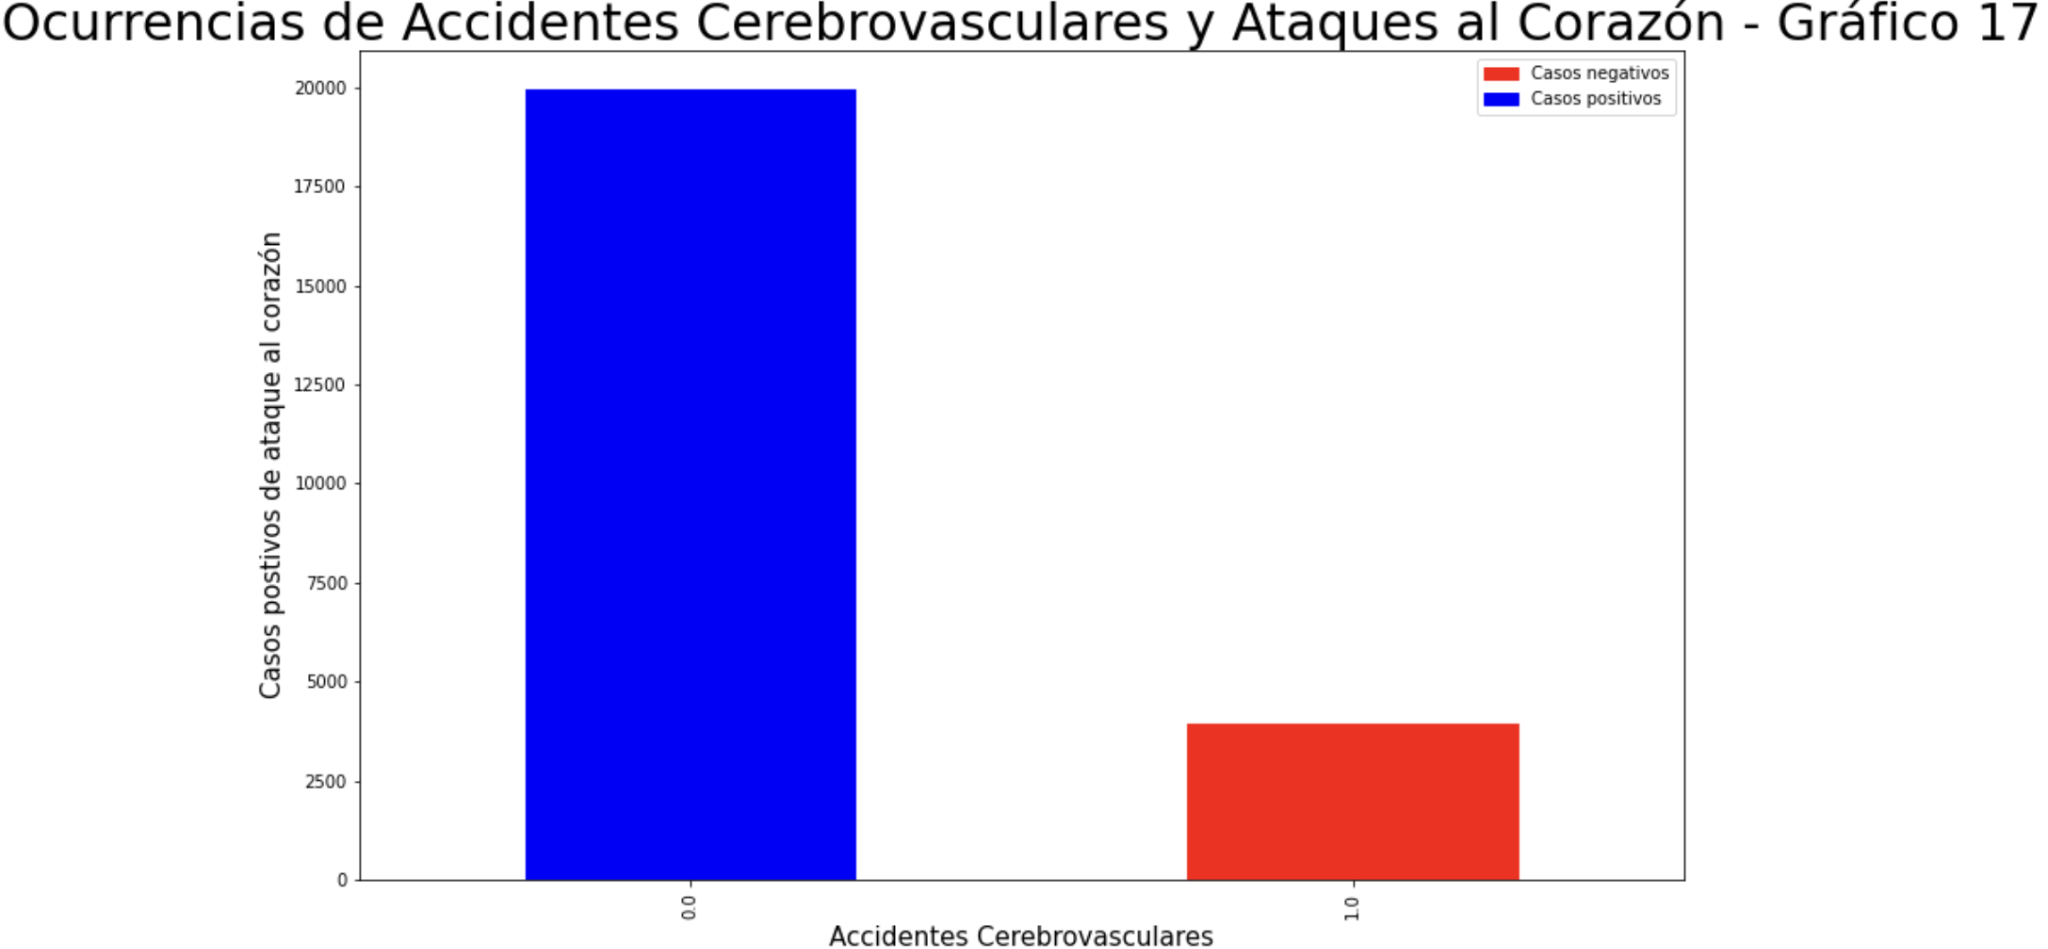 Ocurrencias de Accidentes Cerebrovasculares y Ataques al Corazón - Gráfico 17
Casos negativos
Casos positivos
Casos postivos de ataque al corazón
20000
17500
15000
12500
10000
7500
5000
2500
0
0.0
1.0
Accidentes Cerebrovasculares